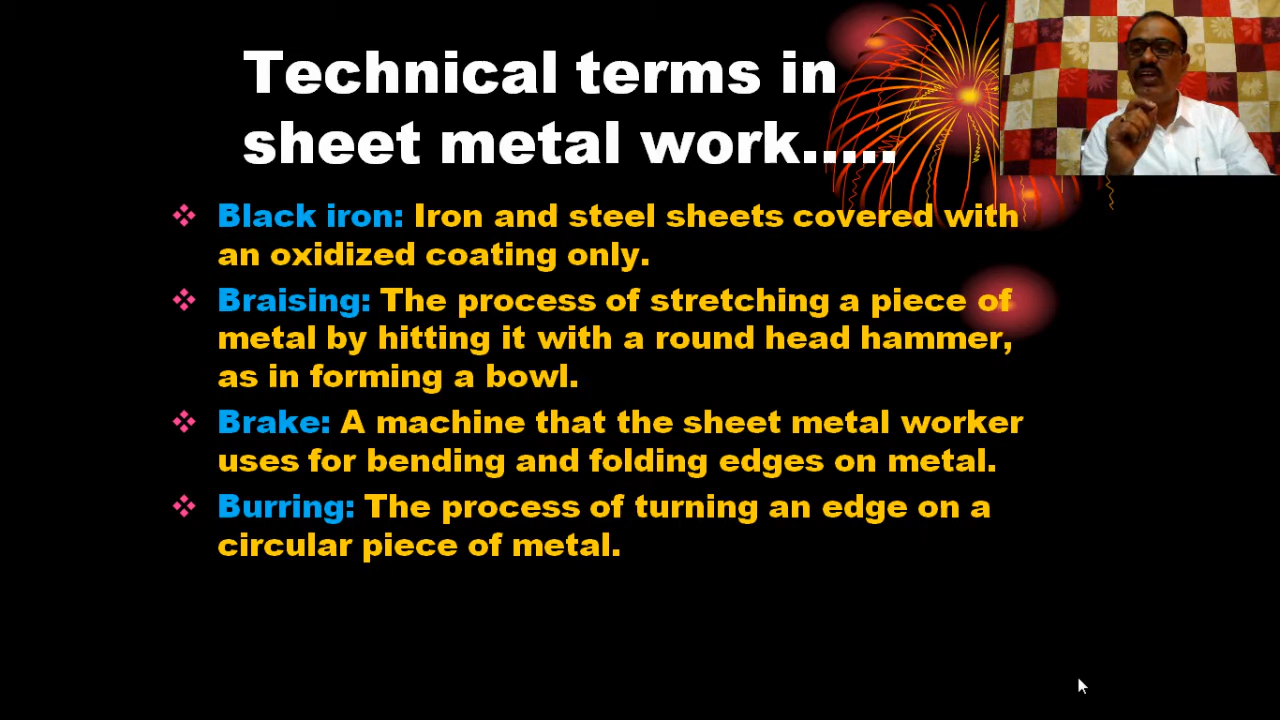 Technical terms in
sheet metal work.....
Black iron: Iron and steel sheets covered with
an oxidized coating only.
Braising: The process of stretching a piece of
metal by hitting it with a round head hammer,
as in forming a bowl.
Brake: A machine that the sheet metal worker
uses for bending and folding edges on metal.
Burring: The process of turning an edge on a
circular piece of metal.